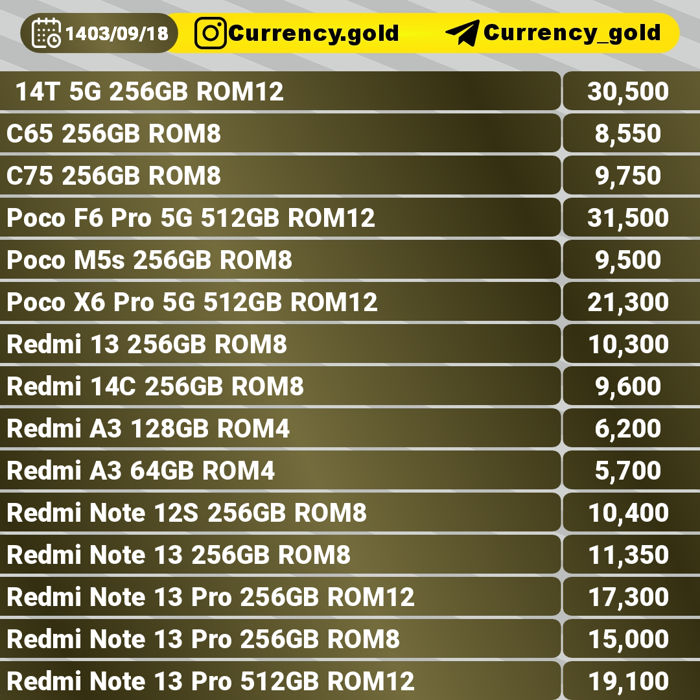 1403/09/18 Currency.gold Currency_gold
14T 5G 256GB ROM12 30,500
C65 256GB ROM8 8,550
C75 256GB ROM8 9,750
Poco F6 Pro 5G 512GB ROM12 31,500
Poco M5s 256GB ROM8 9,500
Poco X6 Pro 5G 512GB ROM12 21,300
Redmi 13 256GB ROM8 10,300
Redmi 14C 256GB ROM8 9,600
Redmi A3 128GB ROM4 6,200
Redmi A3 64GB ROM4 5,700
Redmi Note 12S 256GB ROM8 10,400
Redmi Note 13 256GB ROM8 11,350
Redmi Note 13 Pro 256GB ROM12 17,300
Redmi Note 13 Pro 256GB ROM8 15,000
Redmi Note 13 Pro 512GB ROM12 19,100